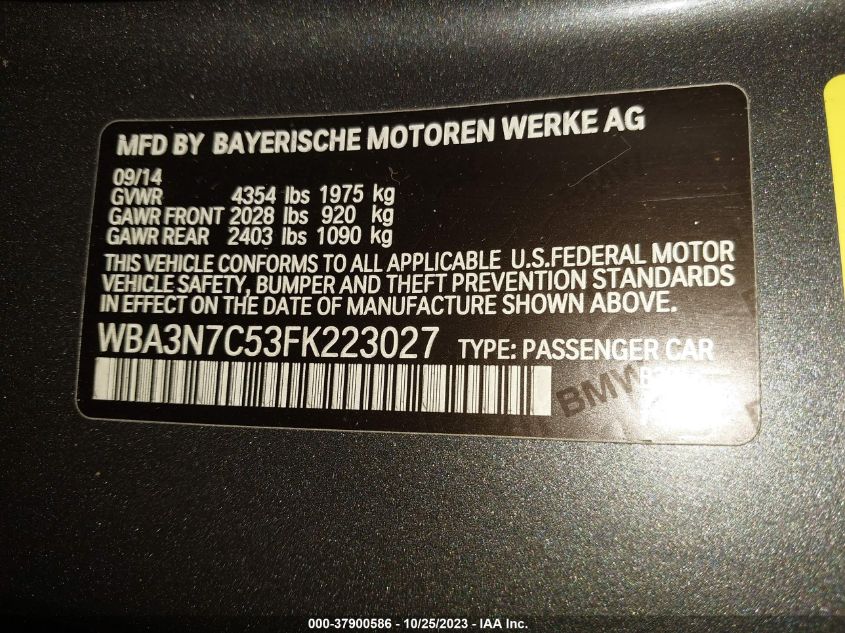 MFD BY BAYERISCHE MOTOREN WERKE AG
09/14
GVWR 4354 lbs 1975 kg
GAWR FRONT 2028 lbs 920 kg
GAWR REAR 2403 lbs 1090 kg
THIS VEHICLE CONFORMS TO ALL APPLICABLE U.S.FEDERAL MOTOR
VEHICLE SAFETY, BUMPER AND THEFT PREVENTION STANDARDS
IN EFFECT ON THE DATE OF MANUFACTURE SHOWN ABOVE.
WBA3N7C53FK223027 TYPE: PASSENGER CAR
BMW
000-37900586 - 10/25/2023 - IAA Inc.